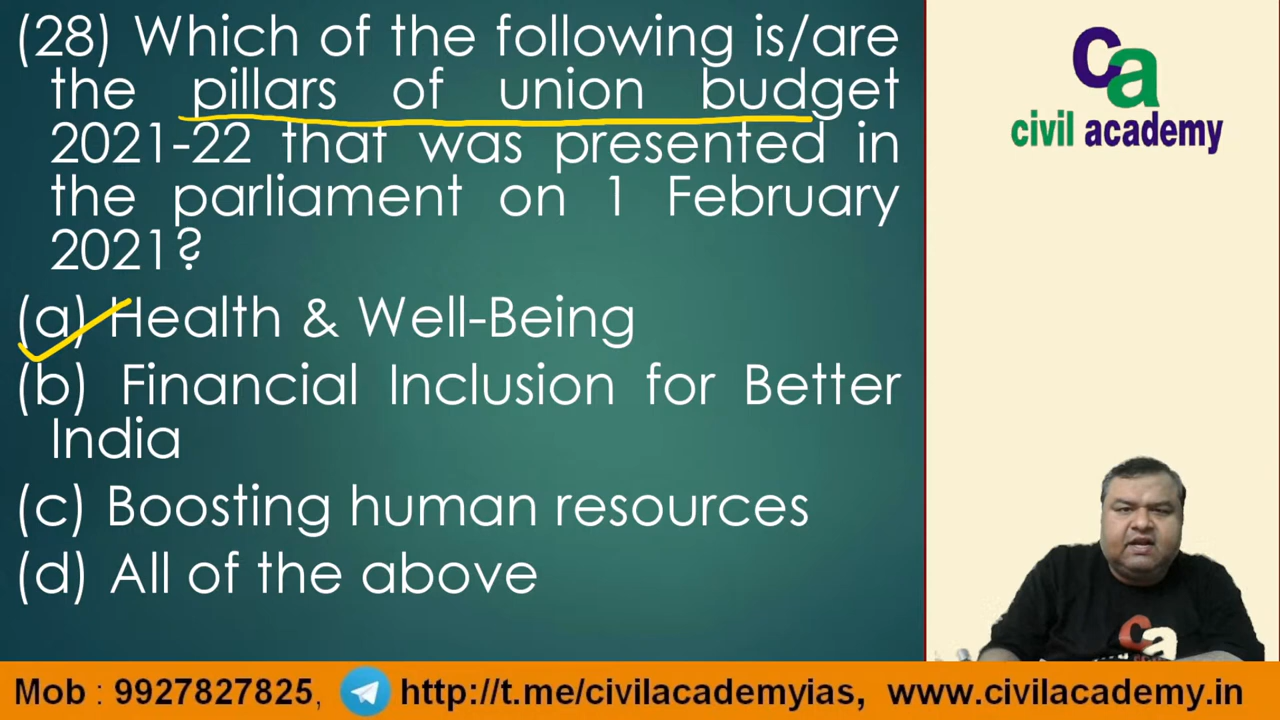 (28) Which of the following is/are
the pillars of union budget
2021-22 that was presented in
the parliament on 1 February
2021?
(a) Health & Well-Being
(b) Financial Inclusion for Better
India
(c) Boosting human resources
(d) All of the above
ca
civil academy
ca
Mob : 9927827825, http://t.me/civilacademyias, www.civilacademy.in